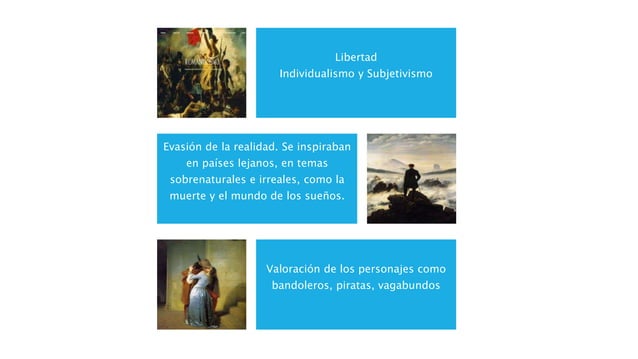 ROMANTICISMO
Libertad
Individualismo y Subjetivismo
Evasión de la realidad. Se inspiraban
en países lejanos, en temas
sobrenaturales e irreales, como la
muerte y el mundo de los sueños.
Valoración de los personajes como
bandoleros, piratas, vagabundos